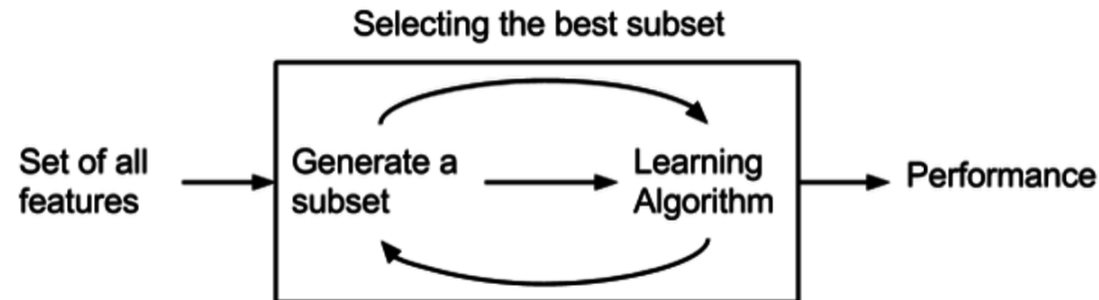 Selecting the best subset
Set of all
features
Generate a
subset
Learning
Algorithm
Performance